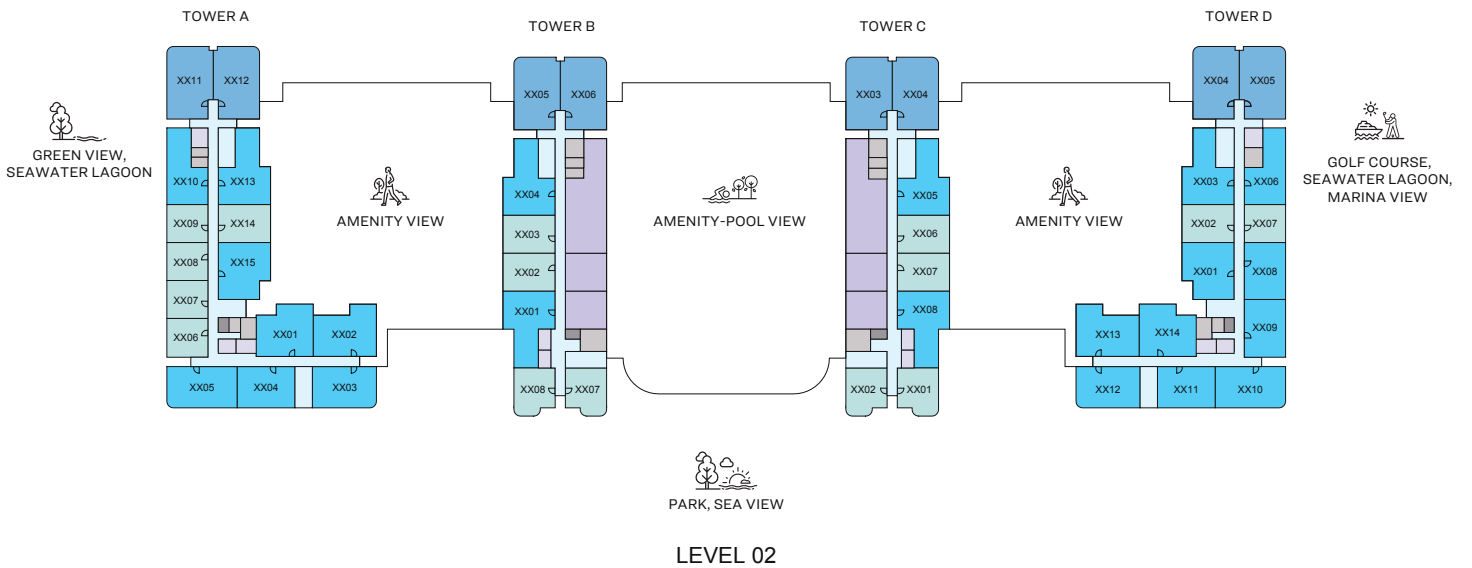 TOWER A
TOWER B
TOWER C
TOWER D
XX11
XX12
XX05
XX06
XX03
XX04
XX04
XX05
GREEN VIEW,
SEAWATER LAGOON
XX10
XX13
XX09
XX14
XX08
XX15
XX07
XX06
XX01
XX02
XX05
XX04
XX03
AMENITY VIEW
XX04
XX03
XX02
XX01
XX08
XX07
AMENITY-POOL VIEW
XX05
XX06
XX07
XX08
XX02
XX01
AMENITY VIEW
XX03
XX06
XX02
XX07
XX01
XX08
XX09
XX13
XX14
XX12
XX11
XX10
GOLF COURSE,
SEAWATER LAGOON,
MARINA VIEW
PARK, SEA VIEW
LEVEL 02